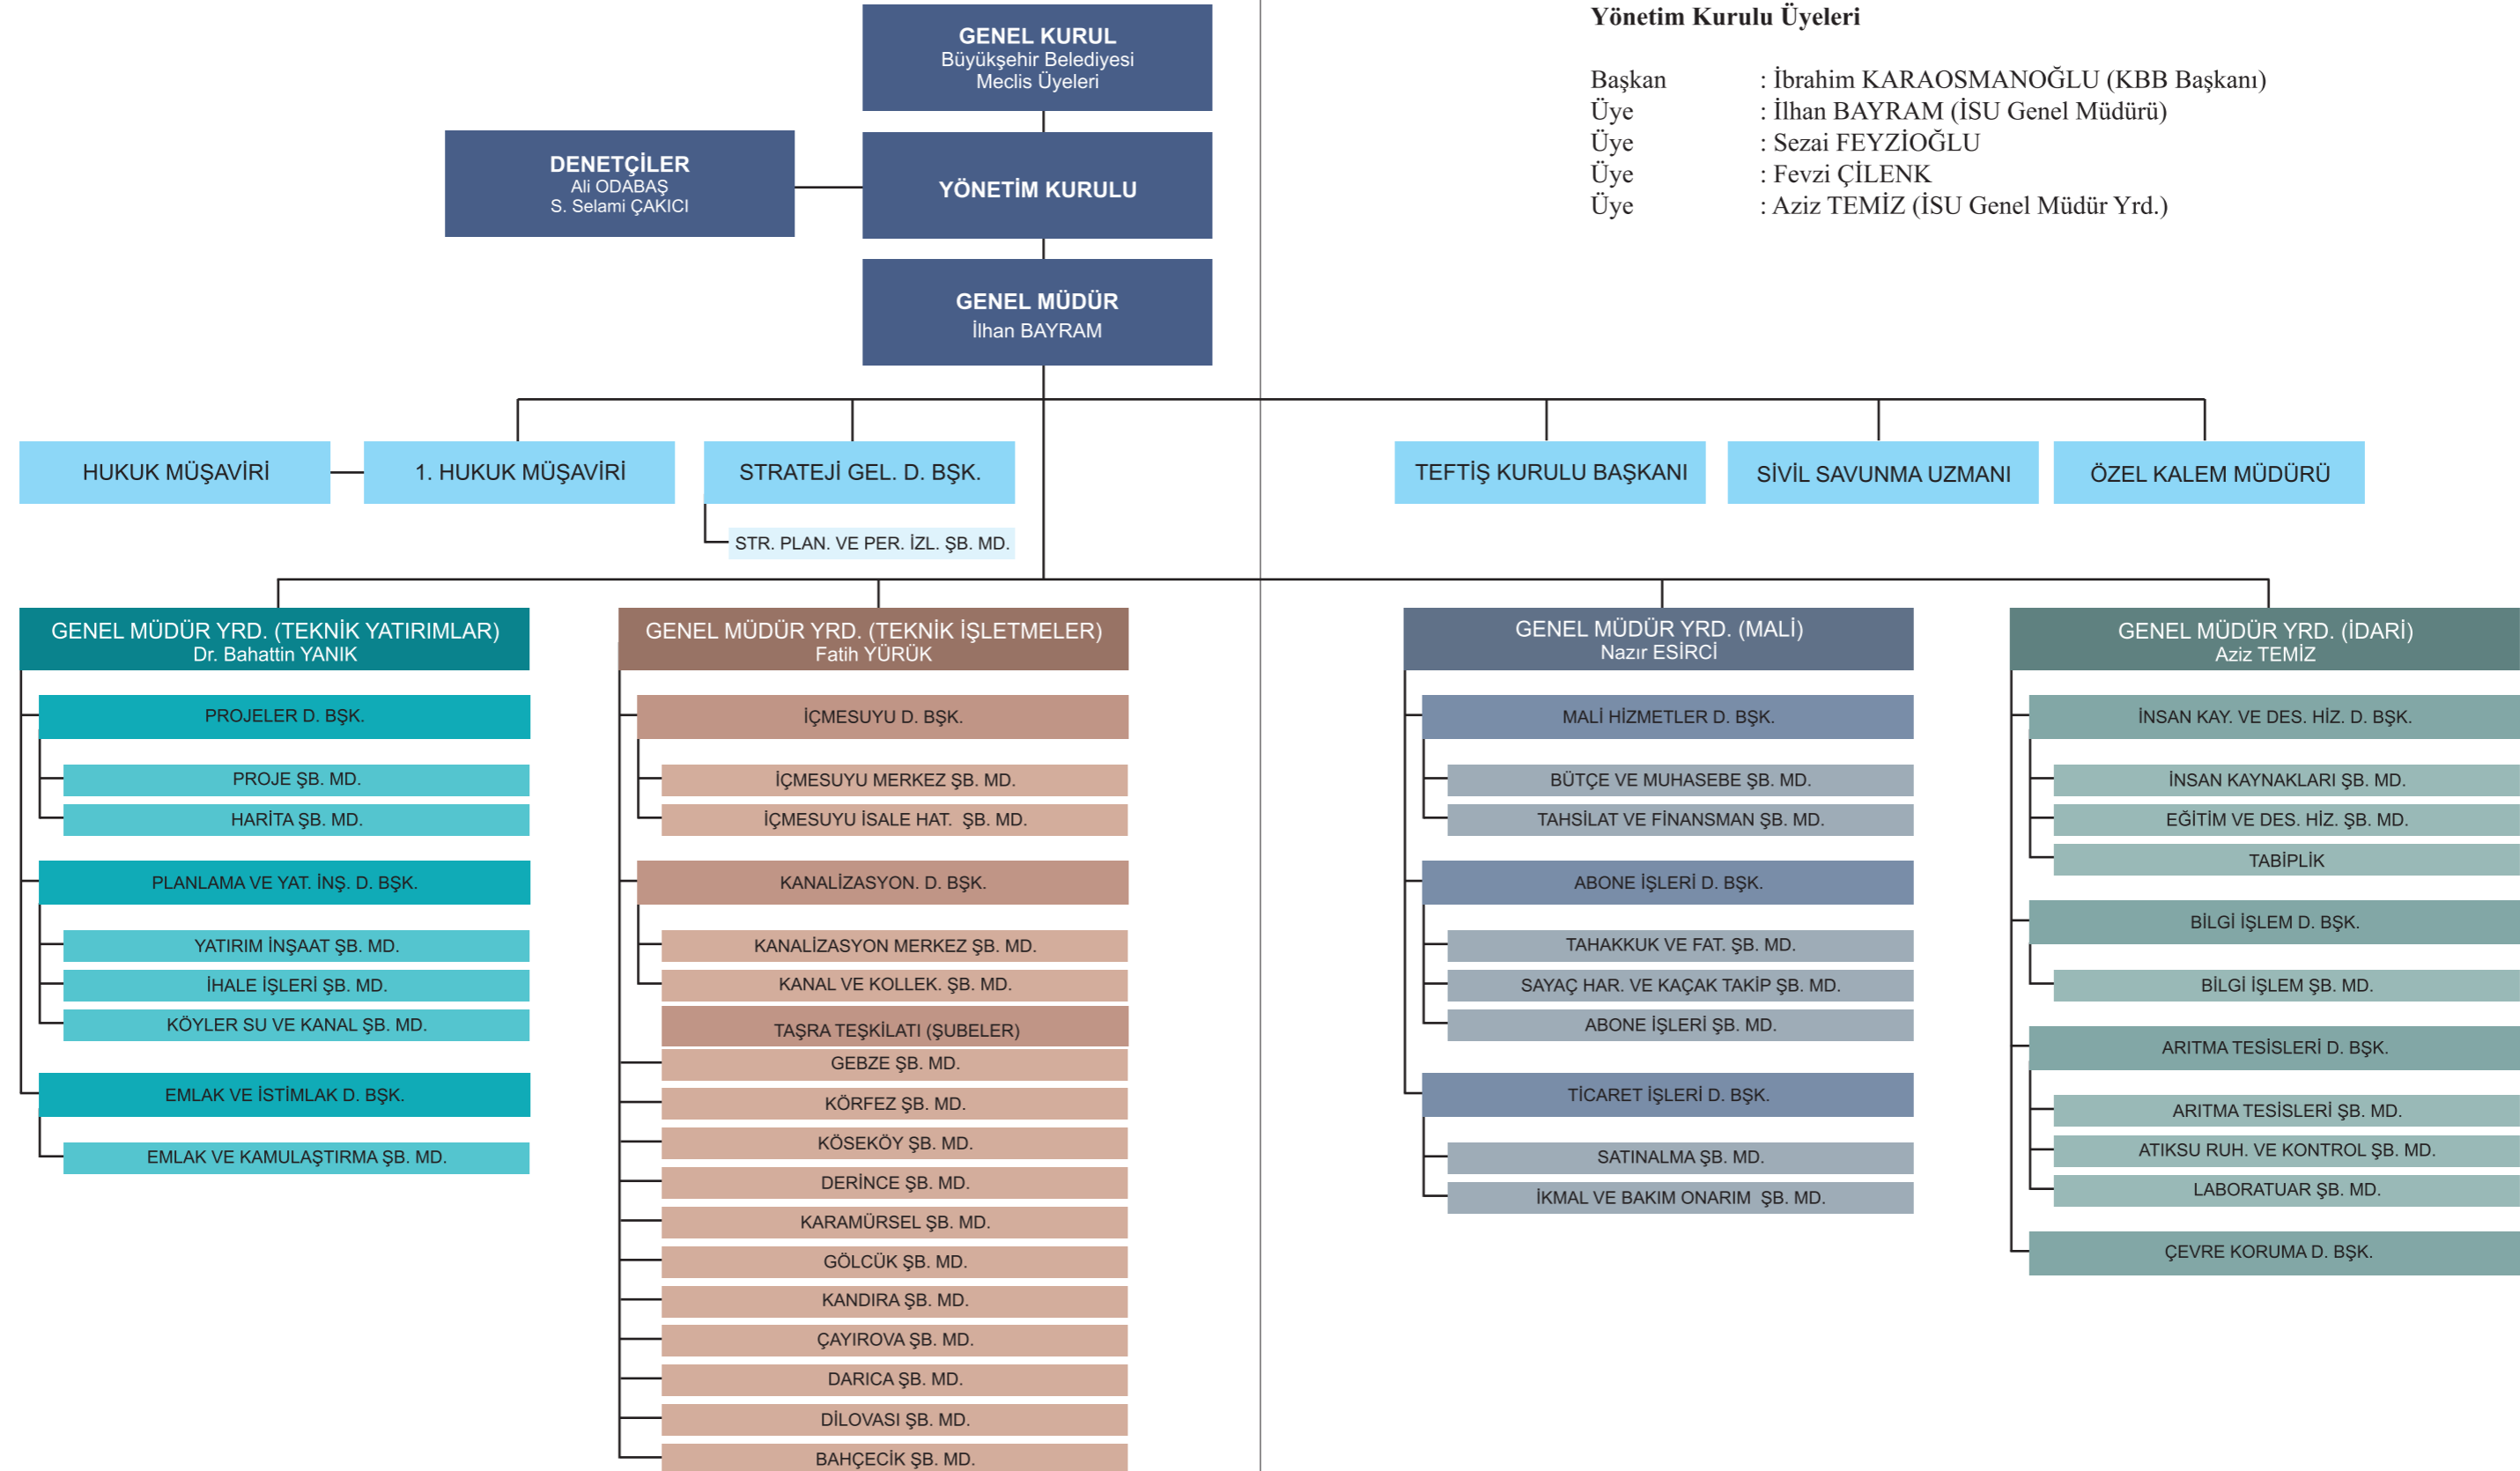 GENEL KURUL
Büyükşehir Belediyesi
Meclis Üyeleri
DENETÇİLER
Ali ODABAŞ
S. Selami ÇAKICI
YÖNETİM KURULU
GENEL MÜDÜR
İlhan BAYRAM
Yönetim Kurulu Üyeleri
Başkan : İbrahim KARAOSMANOĞLU (KBB Başkanı)
Üye : İlhan BAYRAM (İSU Genel Müdürü)
Üye : Sezai FEYZİOĞLU
Üye : Fevzi ÇİLENK
Üye : Aziz TEMİZ (İSU Genel Müdür Yrd.)
HUKUK MÜŞAVİRİ
1. HUKUK MÜŞAVİRİ
STRATEJİ GEL. D. BŞK.
STR. PLAN. VE PER. İZL. ŞB. MD.
TEFTİŞ KURULU BAŞKANI
SİVİL SAVUNMA UZMANI
ÖZEL KALEM MÜDÜRÜ
GENEL MÜDÜR YRD. (TEKNİK YATIRIMLAR)
Dr. Bahattin YANIK
PROJELER D. BŞK.
PROJE ŞB. MD.
HARİTA ŞB. MD.
PLANLAMA VE YAT. İNŞ. D. BŞK.
YATIRIM İNŞAAT ŞB. MD.
İHALE İŞLERİ ŞB. MD.
KÖYLER SU VE KANAL ŞB. MD.
EMLAK VE İSTİMLAK D. BŞK.
EMLAK VE KAMULAŞTIRMA ŞB. MD.
GENEL MÜDÜR YRD. (TEKNİK İŞLETMELER)
Fatih YÜRÜK
İÇMESUYU D. BŞK.
İÇMESUYU MERKEZ ŞB. MD.
İÇMESUYU İSALE HAT. ŞB. MD.
KANALİZASYON. D. BŞK.
KANALİZASYON MERKEZ ŞB. MD.
KANAL VE KOLLEK. ŞB. MD.
TAŞRA TEŞKİLATI (ŞUBELER)
GEBZE ŞB. MD.
KÖRFEZ ŞB. MD.
KÖSEKÖY ŞB. MD.
DERİNCE ŞB. MD.
KARAMÜRSEL ŞB. MD.
GÖLCÜK ŞB. MD.
KANDIRA ŞB. MD.
ÇAYIROVA ŞB. MD.
DARICA ŞB. MD.
DİLOVASI ŞB. MD.
BAHÇECİK ŞB. MD.
GENEL MÜDÜR YRD. (MALİ)
Nazır ESİRCİ
MALİ HİZMETLER D. BŞK.
BÜTÇE VE MUHASEBE ŞB. MD.
TAHSİLAT VE FİNANSMAN ŞB. MD.
ABONE İŞLERİ D. BŞK.
TAHAKKUK VE FAT. ŞB. MD.
SAYAÇ HAR. VE KAÇAK TAKİP ŞB. MD.
ABONE İŞLERİ ŞB. MD.
TİCARET İŞLERİ D. BŞK.
SATINALMA ŞB. MD.
İKMAL VE BAKIM ONARIM ŞB. MD.
GENEL MÜDÜR YRD. (İDARİ)
Aziz TEMİZ
İNSAN KAY. VE DES. HİZ. D. BŞK.
İNSAN KAYNAKLARI ŞB. MD.
EĞİTİM VE DES. HİZ. ŞB. MD.
TABİPLİK
BİLGİ İŞLEM D. BŞK.
BİLGİ İŞLEM ŞB. MD.
ARITMA TESİSLERİ D. BŞK.
ARITMA TESİSLERİ ŞB. MD.
ATIKSU RUH. VE KONTROL ŞB. MD.
LABORATUAR ŞB. MD.
ÇEVRE KORUMA D. BŞK.